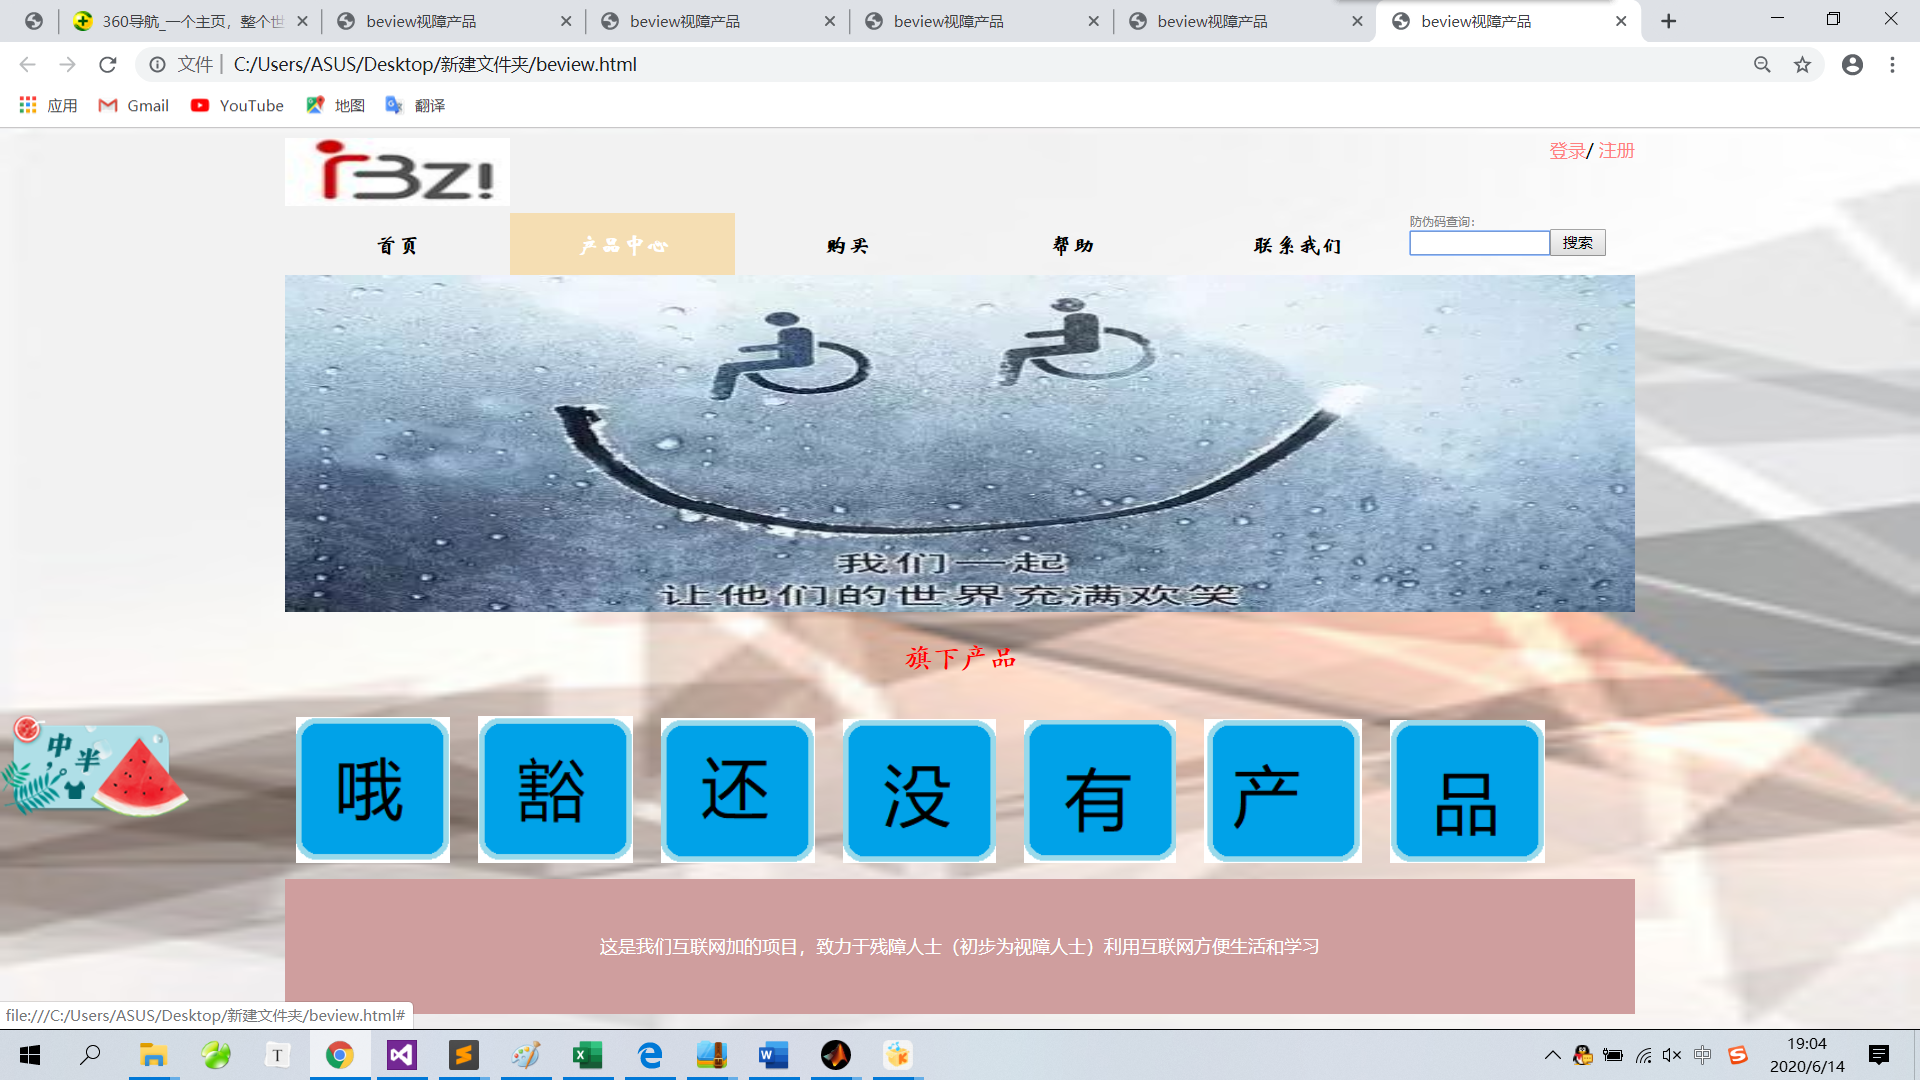 360导航_一个主页，整个世
beview视障产品
beview视障产品
beview视障产品
beview视障产品
beview视障产品
文件 | C:/Users/ASUS/Desktop/新建文件夹/beview.html
应用 Gmail YouTube 地图 翻译
登录/ 注册
首页 产品中心 购买 帮助 联系我们
防伪码查询:
搜索
我们一起
让他们的世界充满欢笑
旗下产品
哦 豁 还 没 有 产 品
中
半
这是我们互联网加的项目，致力于残障人士（初步为视障人士）利用互联网方便生活和学习
file:///C:/Users/ASUS/Desktop/新建文件夹/beview.html#
中
19:04
2020/6/14